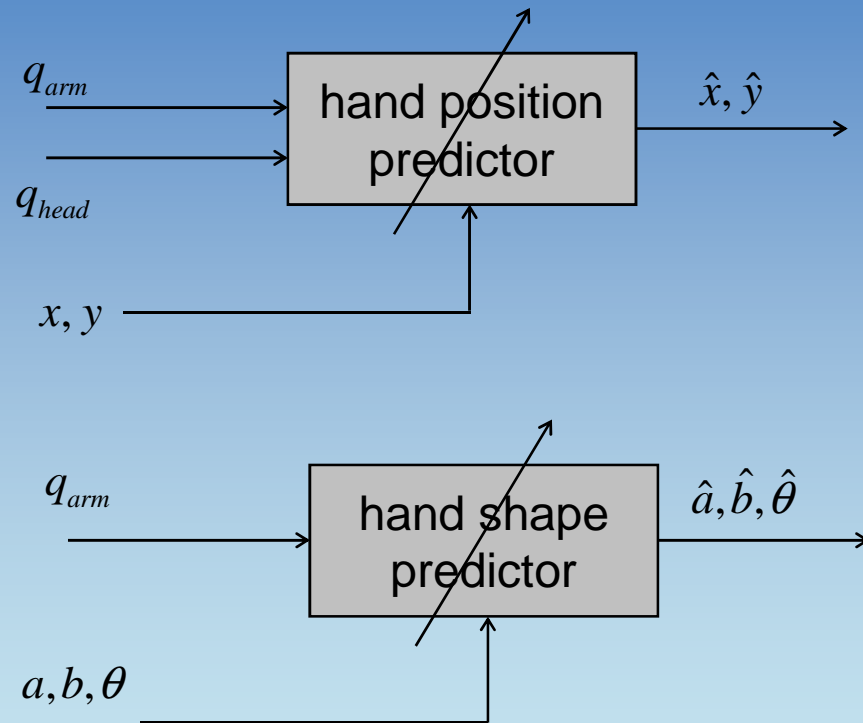 q_arm
hand position
predictor
x̂, ŷ
q_head
x, y
q_arm
hand shape
predictor
â, b̂, θ̂
a, b, θ